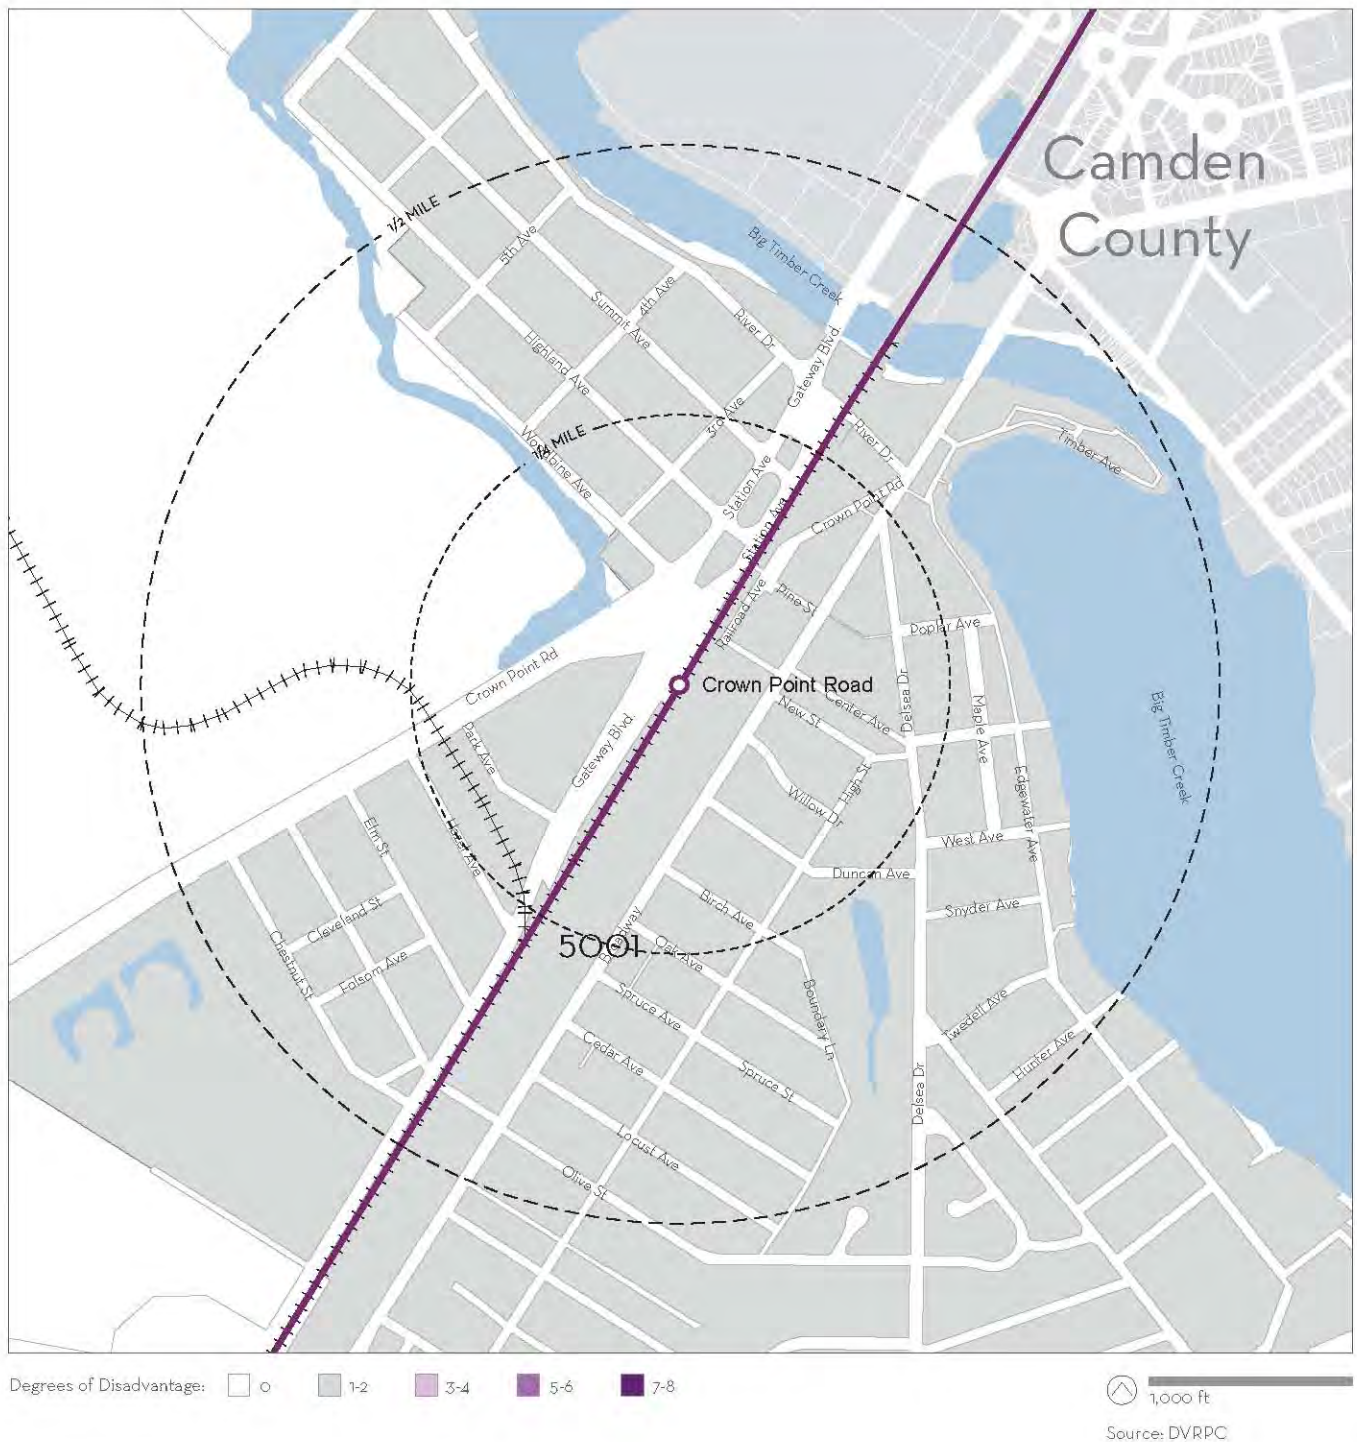 Camden
County
1/2 MILE
5th Ave
Big Timber Creek
4th Ave
Summit Ave
River Dr
Highland Ave
Gateway Blvd.
3rd Ave
1/4 MILE
River Dr
Timber Ave
Woodbine Ave
Station Ave
Crown Point Rd
Station Ave
Railroad Ave
Pine St
Poplar Ave
Crown Point Rd
Crown Point Road
Delsea Dr
Center Ave
New St
Maple Ave
Big Timber Creek
Park Ave
Gateway Blvd.
High St
Willow Dr
Edgewater Ave
Elm St
West Ave
Duncan Ave
Birch Ave
Snyder Ave
Cleveland St
Chestnut St
Folsom Ave
5001
Broadway
Oak Ave
Spruce Ave
Boundary Ln
Twedell Ave
Hunter Ave
Cedar Ave
Spruce St
Delsea Dr
Locust Ave
Olive St
Degrees of Disadvantage: 0 1-2 3-4 5-6 7-8
1,000 ft
Source: DVRPC